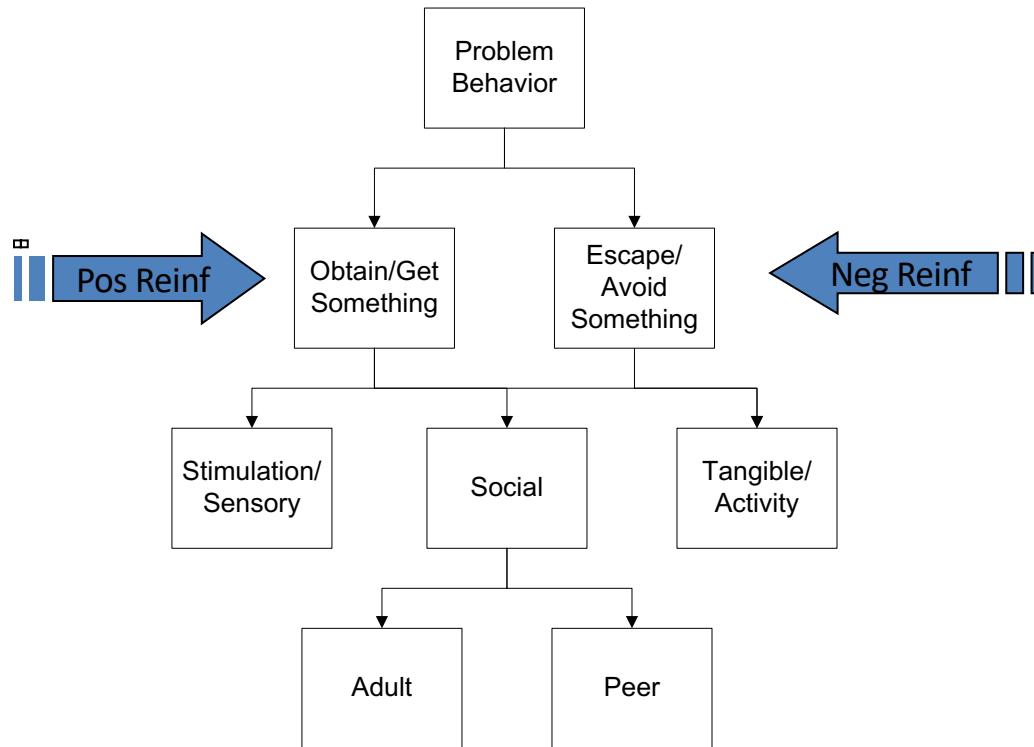 Problem
Behavior
Pos Reinf
Obtain/Get
Something
Escape/
Avoid
Something
Neg Reinf
Stimulation/
Sensory
Social
Tangible/
Activity
Adult
Peer